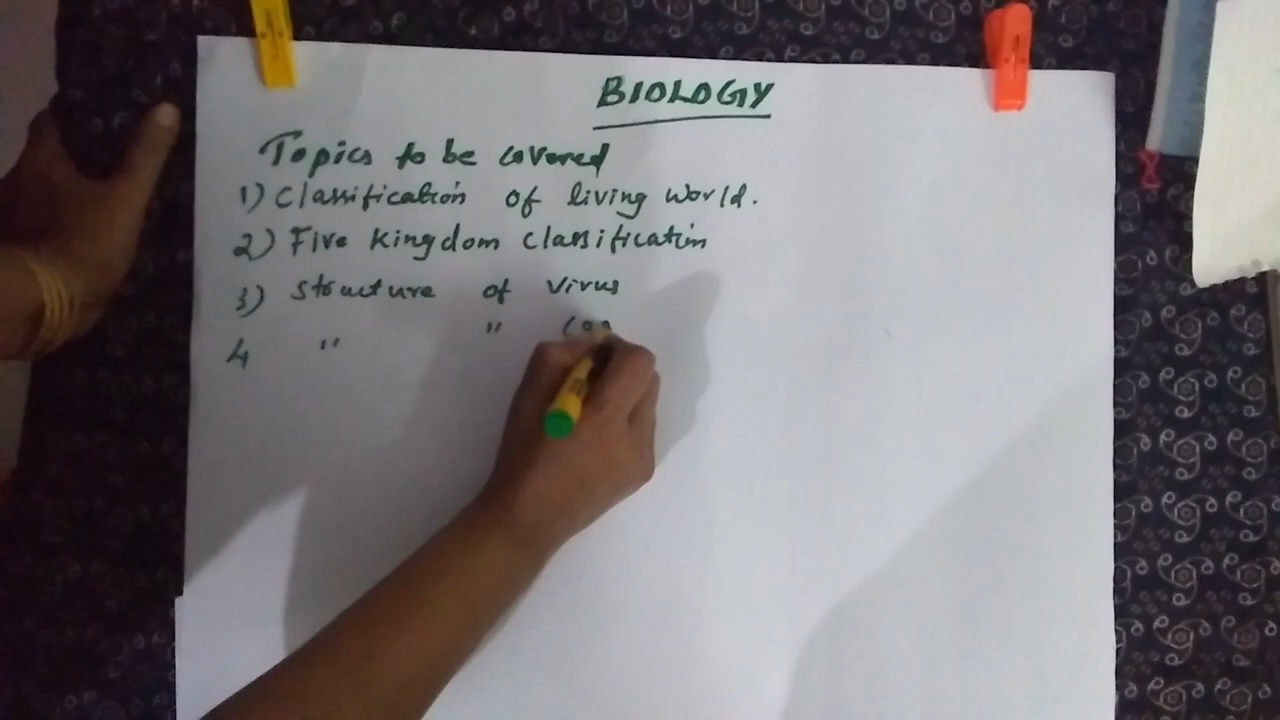 BIOLOGY
Topics to be covered
1) Classification of living world.
2) Five Kingdom Classification
3) Structure of Virus
4 " "